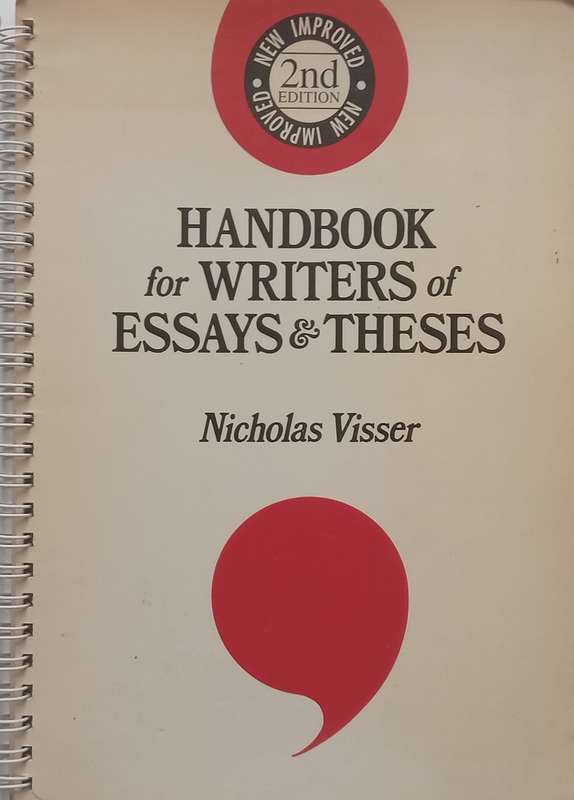 NEW IMPROVED
2nd
EDITION
NEW IMPROVED
HANDBOOK
for WRITERS of
ESSAYS & THESES
Nicholas Visser